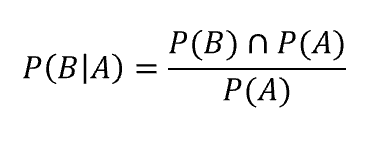 P(B|A) = P(B) ∩ P(A) / P(A)